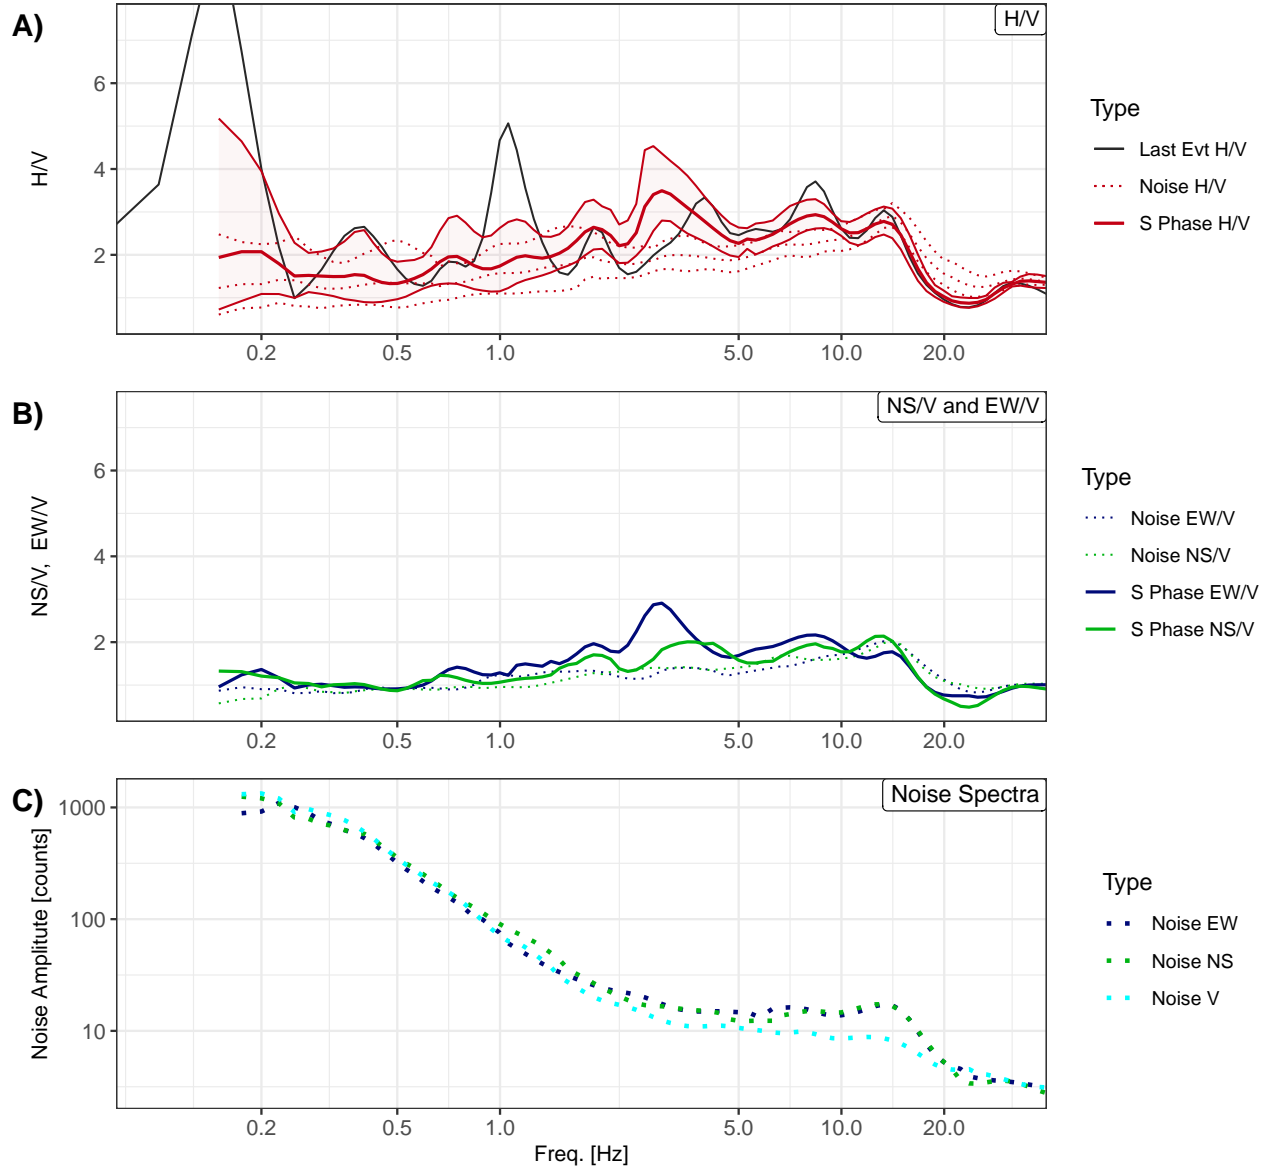 A)
H/V
H/V
6
4
2
0.2 0.5 1.0 5.0 10.0 20.0
Type
Last Evt H/V
Noise H/V
S Phase H/V
B)
NS/V and EW/V
NS/V, EW/V
6
4
2
0.2 0.5 1.0 5.0 10.0 20.0
Type
Noise EW/V
Noise NS/V
S Phase EW/V
S Phase NS/V
C)
Noise Spectra
Noise Amplitute [counts]
1000
100
10
0.2 0.5 1.0 5.0 10.0 20.0
Freq. [Hz]
Type
Noise EW
Noise NS
Noise V